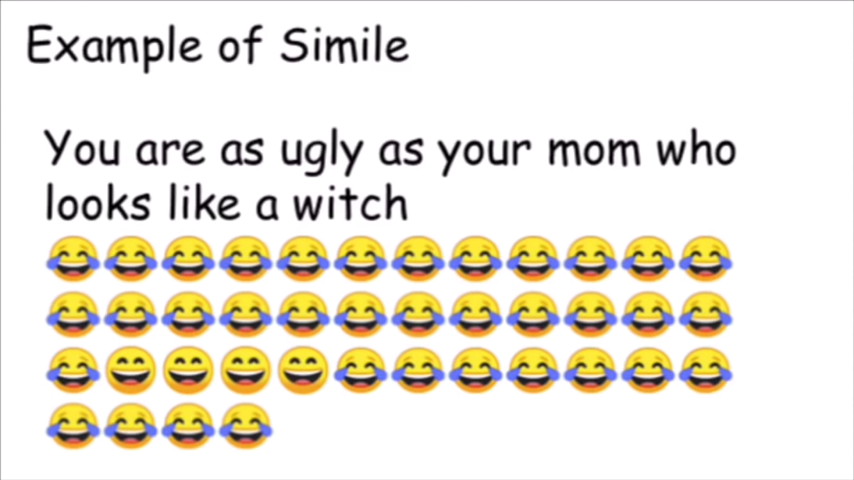 Example of Simile
You are as ugly as your mom who
looks like a witch
😂😂😂😂😂😂😂😂😂😂😂😂
😂😂😂😂😂😂😂😂😂😂😂😂
😂😄😄😄😄😂😂😂😂😂😂😂
😂😂😂😂